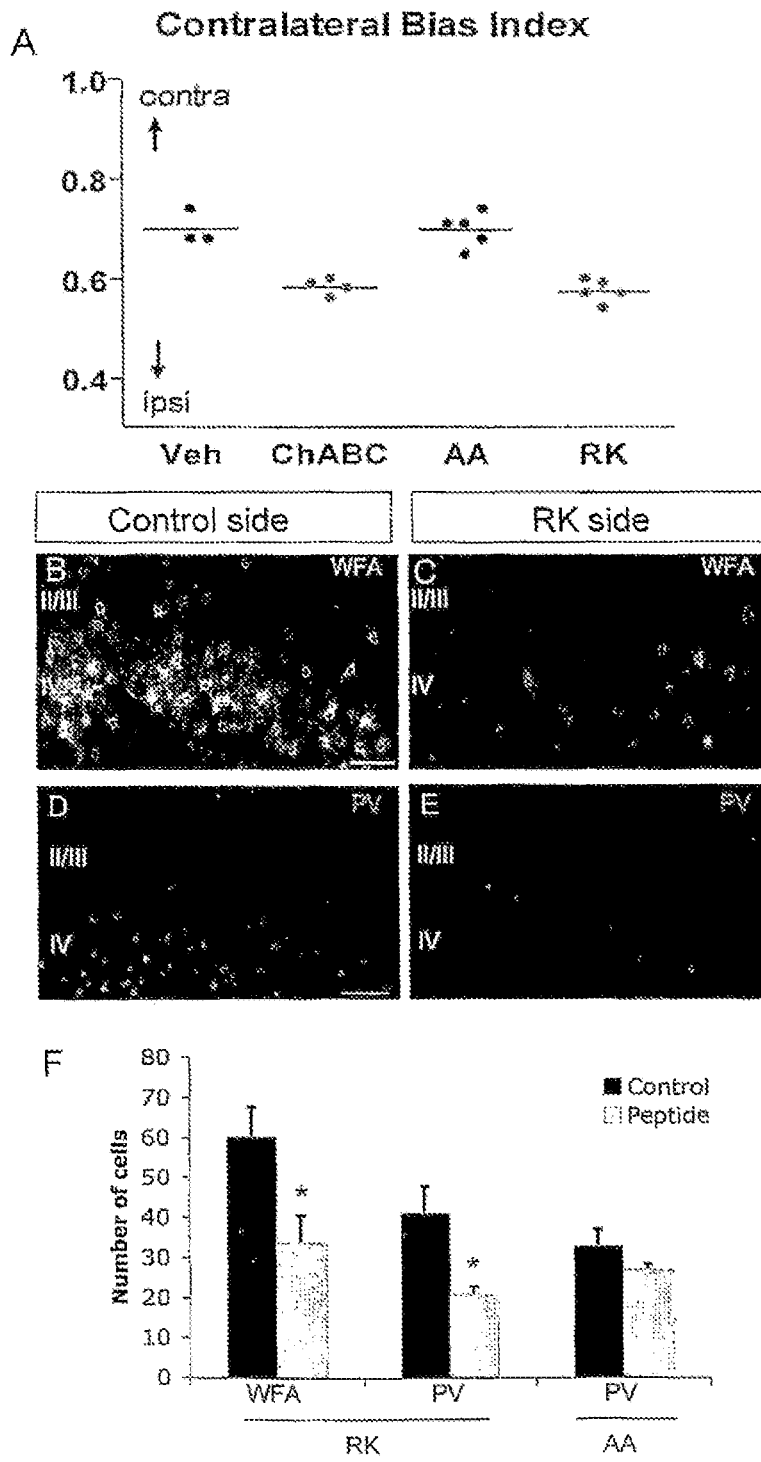 Contralateral Bias Index
A
1.0
contra
0.8
0.6
0.4
ipsi
Veh ChABC AA RK
Control side RK side
B WFA C WFA
II/III II/III
IV IV
D PV E PV
II/III II/III
IV IV
F
80
70
60
50
40
30
20
10
0
Number of cells
Control
Peptide
* *
WFA PV PV
RK AA